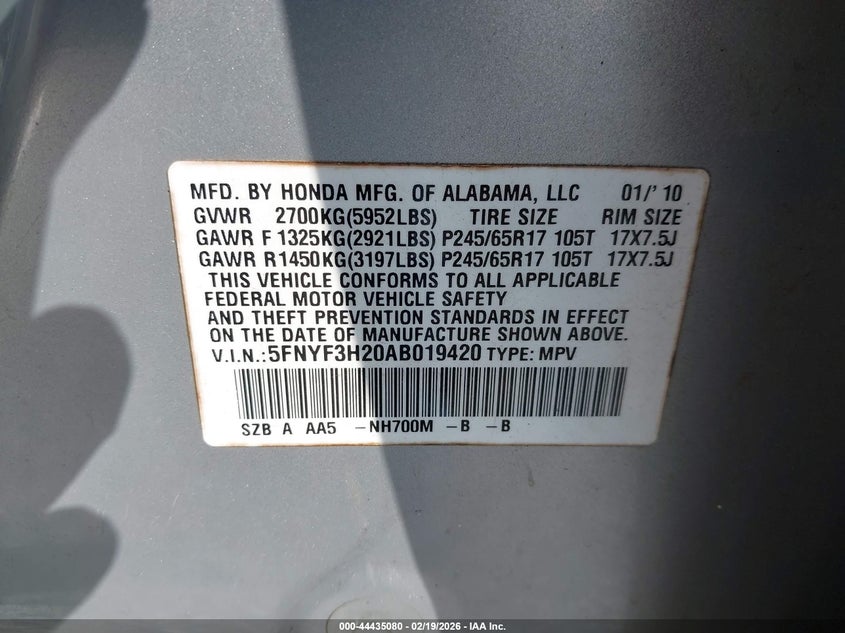 MFD. BY HONDA MFG. OF ALABAMA, LLC 01/'10
GVWR 2700KG(5952LBS) TIRE SIZE RIM SIZE
GAWR F 1325KG(2921LBS) P245/65R17 105T 17X7.5J
GAWR R1450KG(3197LBS) P245/65R17 105T 17X7.5J
THIS VEHICLE CONFORMS TO ALL APPLICABLE
FEDERAL MOTOR VEHICLE SAFETY
AND THEFT PREVENTION STANDARDS IN EFFECT
ON THE DATE OF MANUFACTURE SHOWN ABOVE.
V.I.N.:5FNYF3H20AB019420 TYPE: MPV
SZB A AA5 -NH700M -B -B
000-44435080 - 02/19/2026 - IAA Inc.